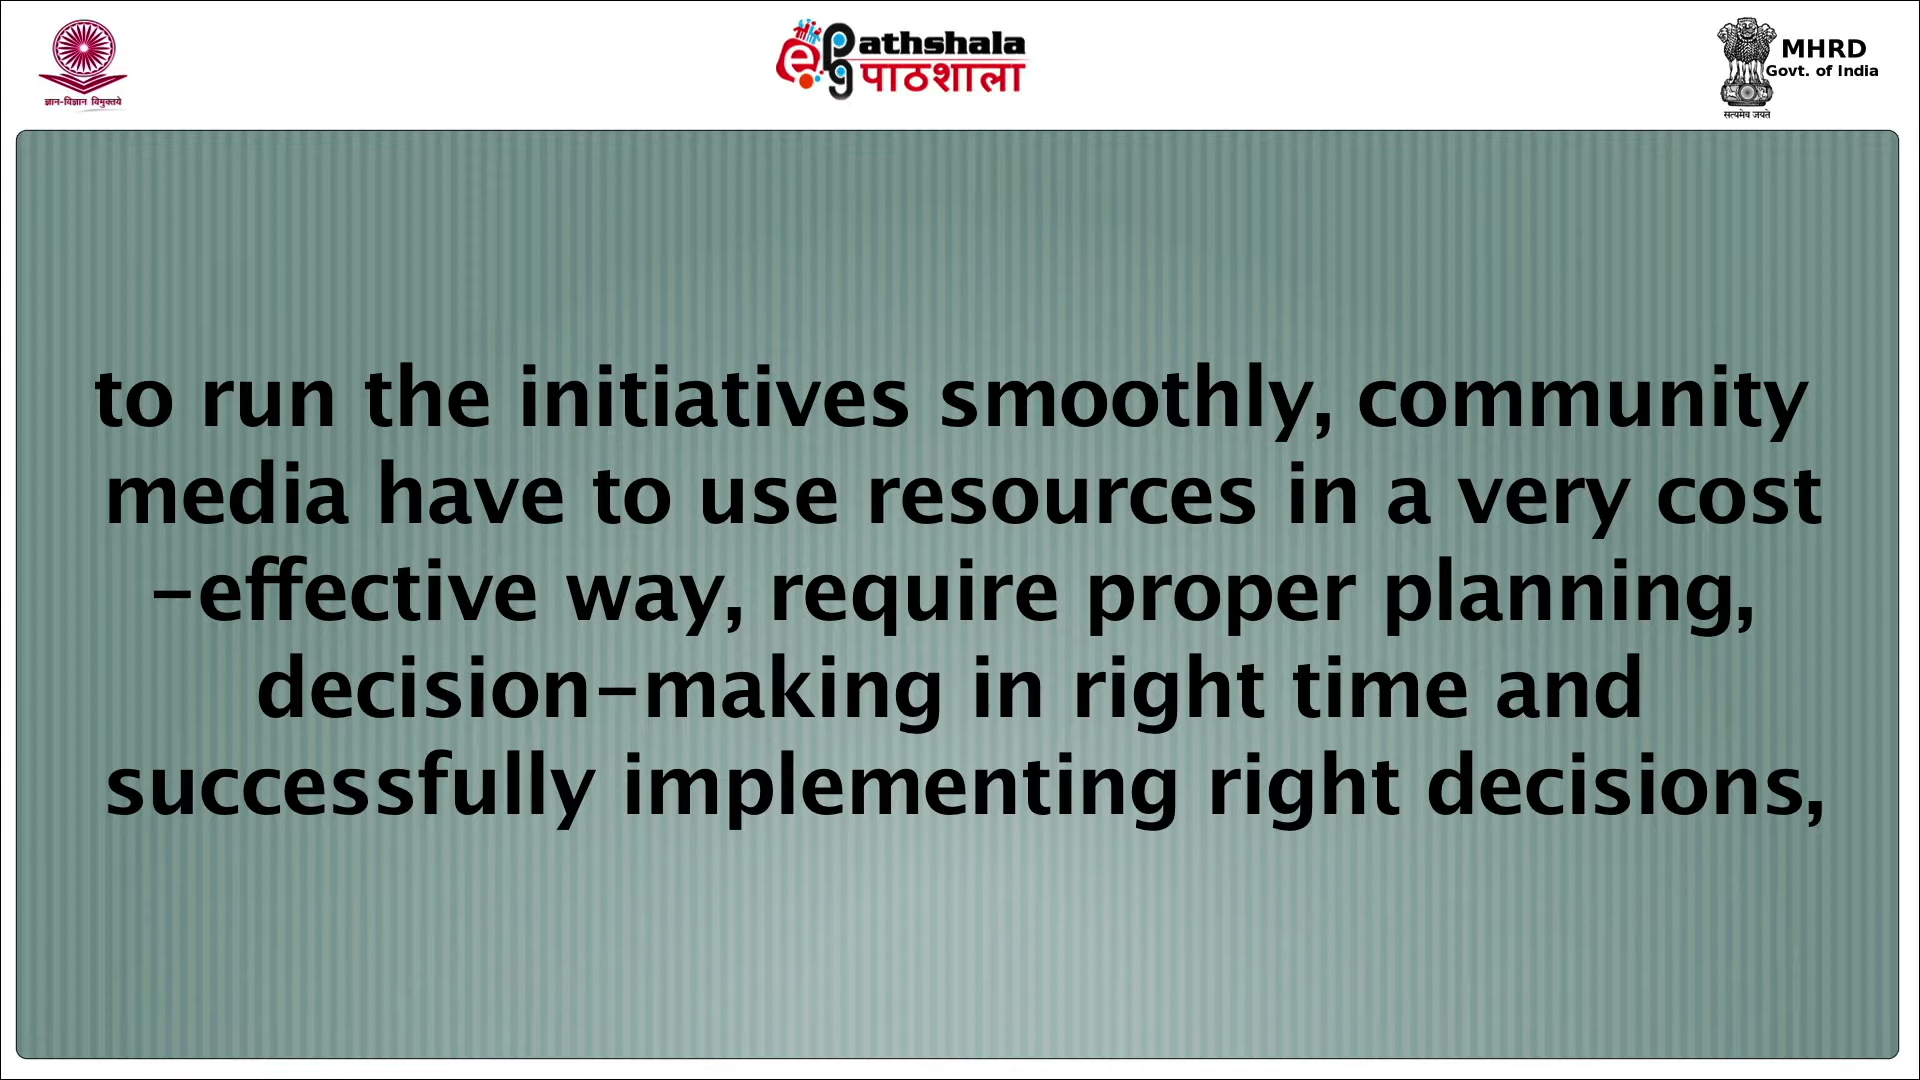 ज्ञान-विज्ञान विमुक्तये
e PG athshala
पाठशाला
MHRD
Govt. of India
सत्यमेव जयते
to run the initiatives smoothly, community
media have to use resources in a very cost
-effective way, require proper planning,
decision-making in right time and
successfully implementing right decisions,